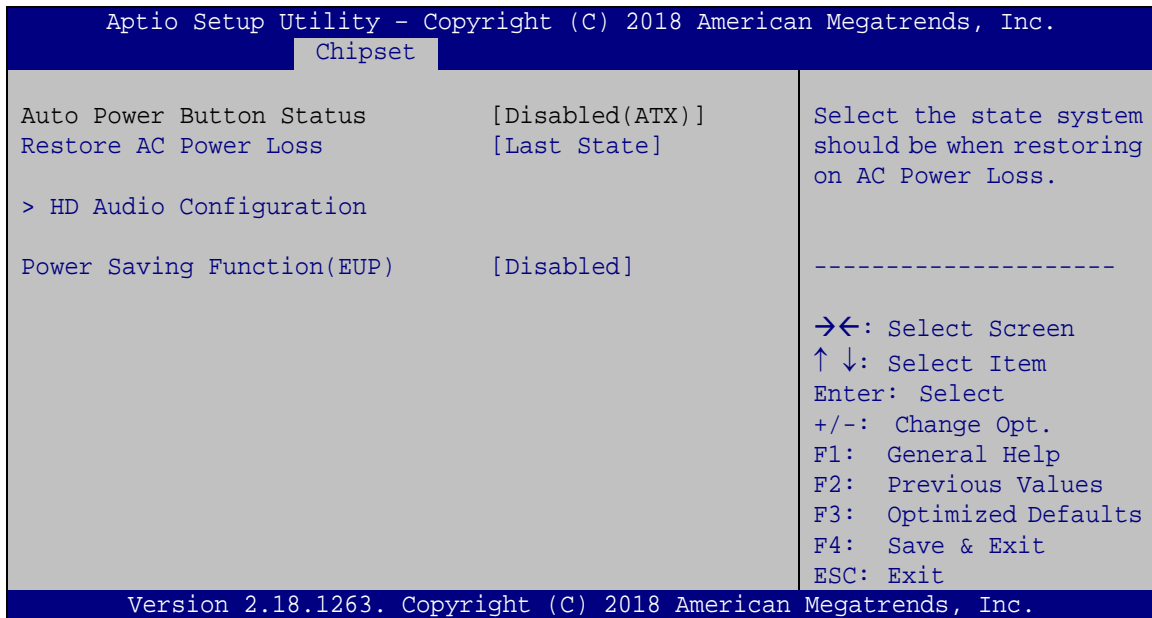 Aptio Setup Utility – Copyright (C) 2018 American Megatrends, Inc.
Chipset
Auto Power Button Status [Disabled(ATX)]
Restore AC Power Loss [Last State]
> HD Audio Configuration
Power Saving Function(EUP) [Disabled]
Select the state system
should be when restoring
on AC Power Loss.
---------------------
→←: Select Screen
↑ ↓: Select Item
Enter: Select
+/-: Change Opt.
F1: General Help
F2: Previous Values
F3: Optimized Defaults
F4: Save & Exit
ESC: Exit
Version 2.18.1263. Copyright (C) 2018 American Megatrends, Inc.